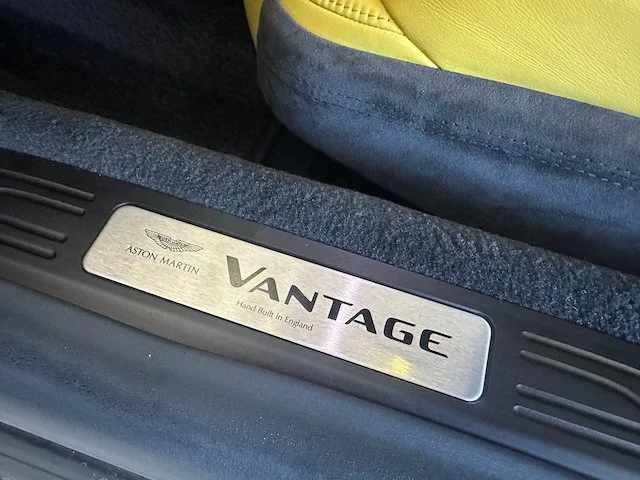 ASTON MARTIN
VANTAGE
Hand Built in England